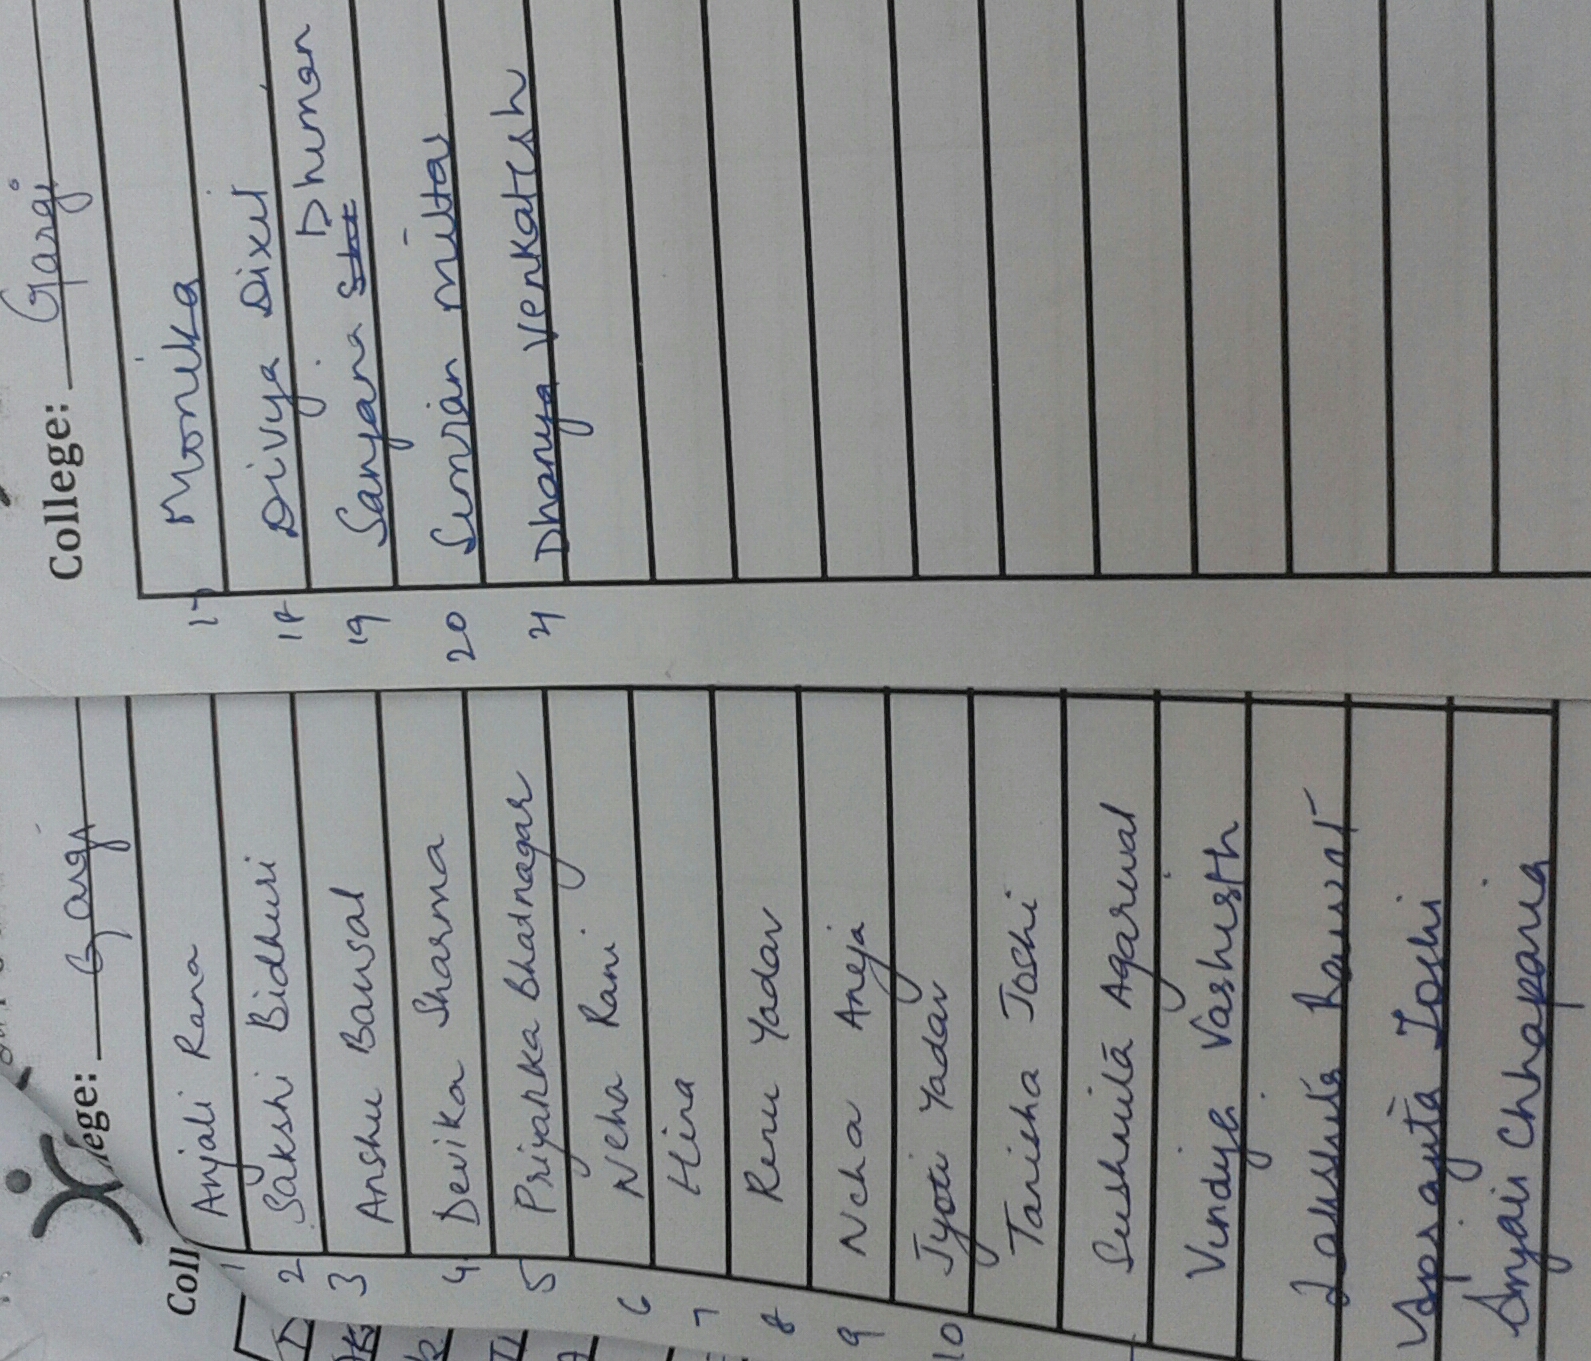 College: Gargi
Coll
1 Anjali Rana
2 Sakshi Bidhuri
3 Anshu Bansal
4 Devika Sharma
5 Priyanka Bhatnagar
6 Neha Rani
7 Hina
8 Renu Yadav
9 Neha Aneja
10 Jyoti Yadav
Tanisha Joshi
Sushmita Agarwal
Vindya Vashisth
Lakshita Rawat
Aprajita Joshi
Anjali Chhaparia
College: Gargi
17 Monika
18 Divya Dixit
19 Sanjana Dhiman
20 Simran Mittal
21 Dhanya Venkatesh